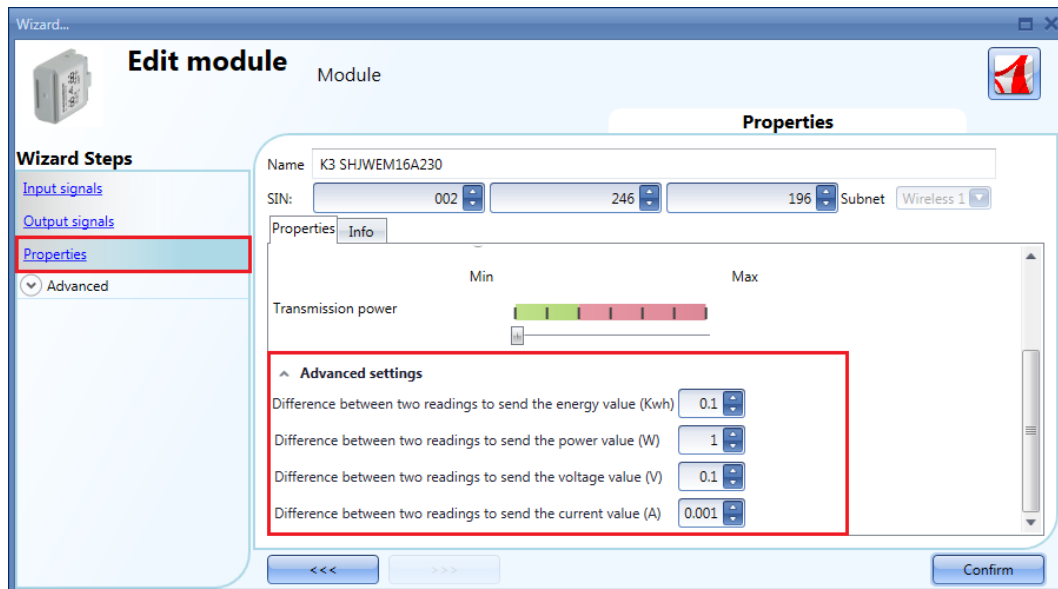 Wizard...
Edit module
Module
Properties
Wizard Steps
Input signals
Output signals
Properties
Advanced
Name K3 SHJWEM16A230
SIN: 002 246 196 Subnet Wireless 1
Properties Info
Min Max
Transmission power
Advanced settings
Difference between two readings to send the energy value (Kwh) 0.1
Difference between two readings to send the power value (W) 1
Difference between two readings to send the voltage value (V) 0.1
Difference between two readings to send the current value (A) 0.001
<<< >>> Confirm